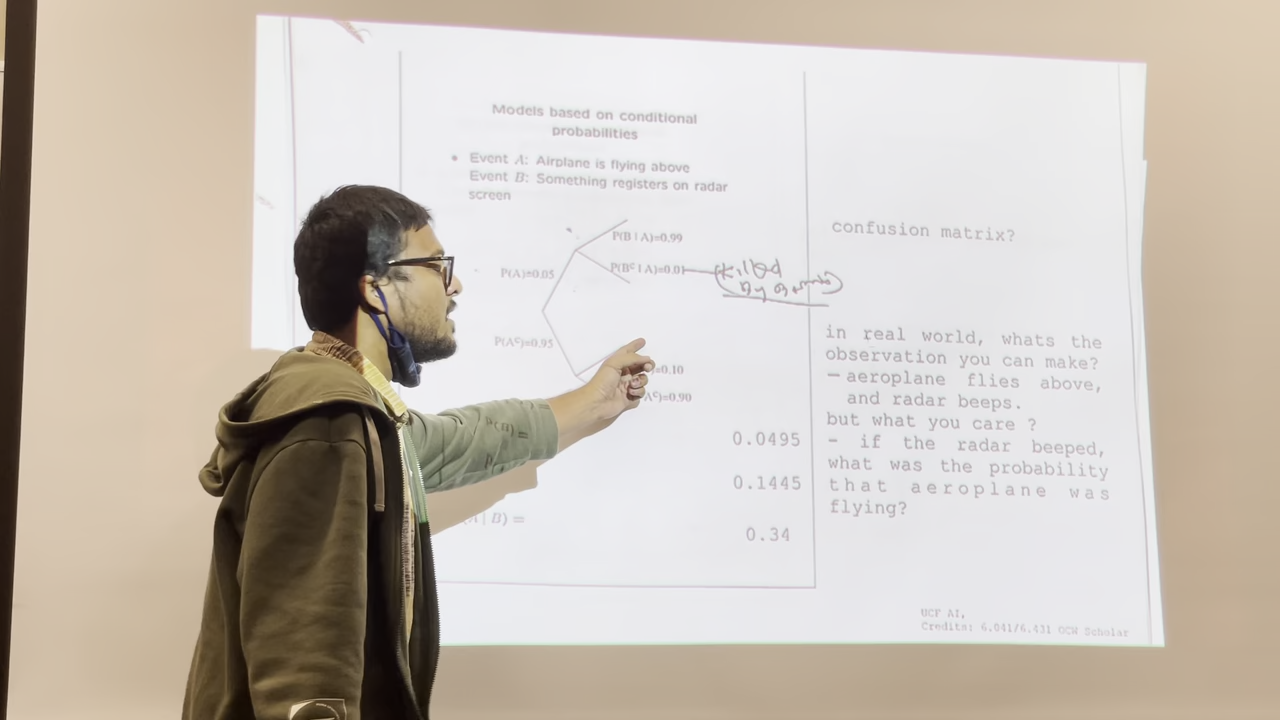 Models based on conditional
probabilities
• Event A: Airplane is flying above
Event B: Something registers on radar
screen
P(B | A)=0.99
P(Bᶜ | A)=0.01
killed
by
P(A)=0.05
P(Aᶜ)=0.95
=0.10
Aᶜ)=0.90
P(B) =
0.0495
0.1445
(A | B) =
0.34
confusion matrix?
in real world, whats the
observation you can make?
— aeroplane flies above,
and radar beeps.
but what you care ?
- if the radar beeped,
what was the probability
that aeroplane was
flying?
UCF AI,
Credits: 6.041/6.431 OCW Scholar